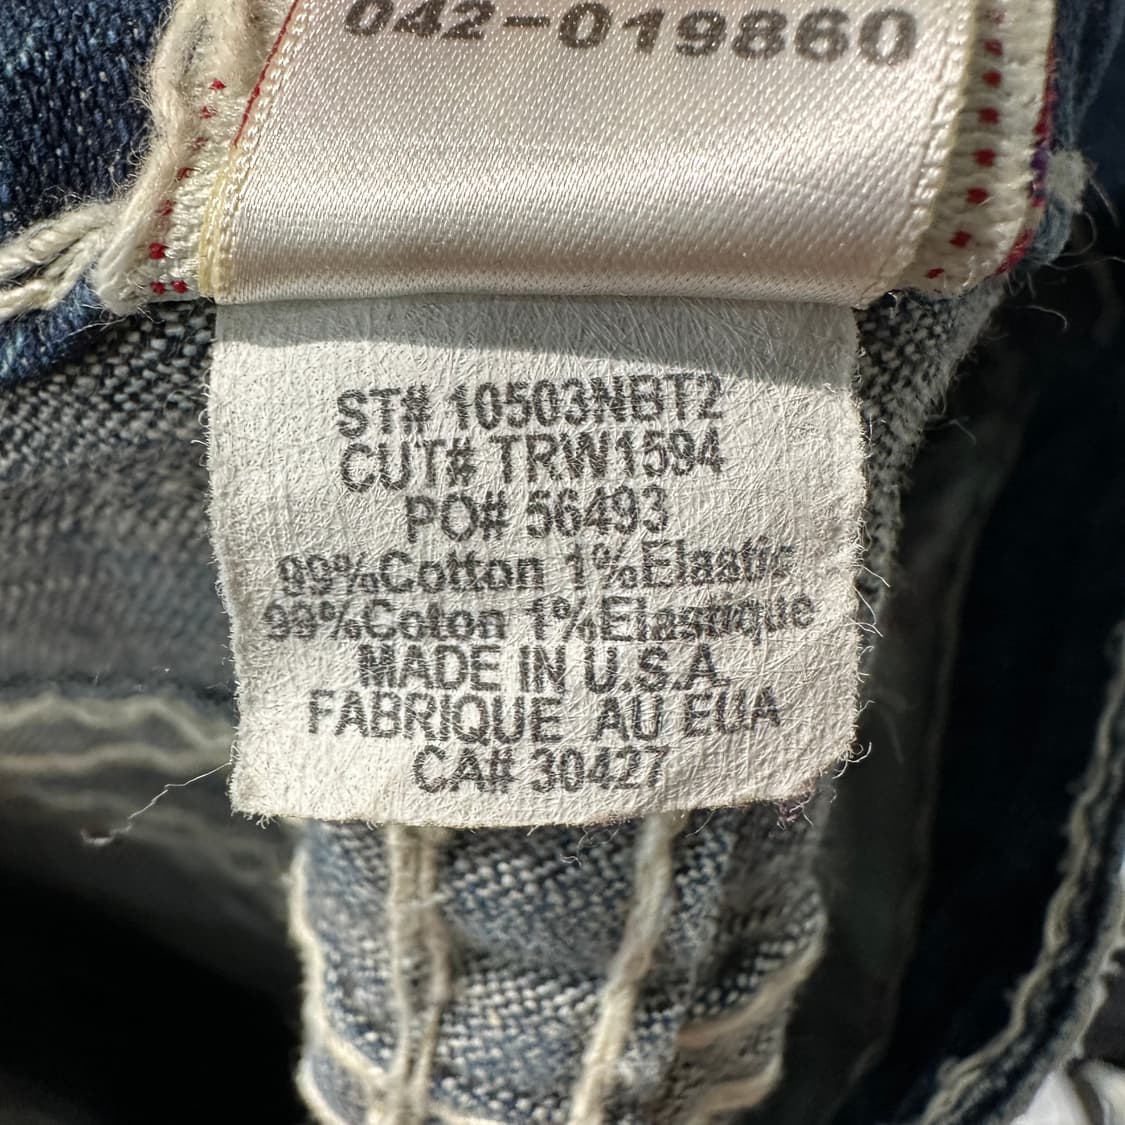 042-019860
ST# 10503NBT2
CUT# TRW1594
PO# 56493
99%Cotton 1%Elastic
99%Coton 1%Elastique
MADE IN U.S.A.
FABRIQUE AU EUA
CA# 30427